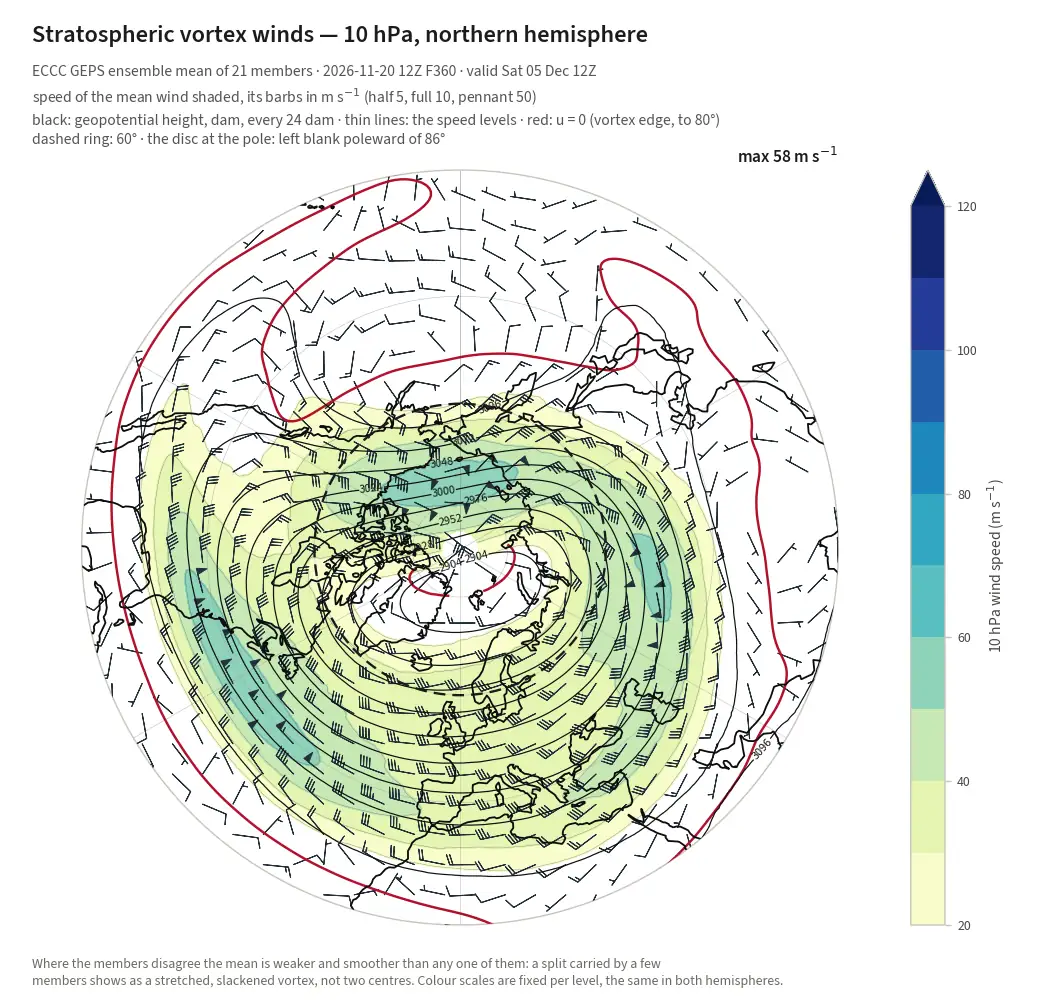 Stratospheric vortex winds — 10 hPa, northern hemisphere
ECCC GEPS ensemble mean of 21 members · 2026-11-20 12Z F360 · valid Sat 05 Dec 12Z
speed of the mean wind shaded, its barbs in m s⁻¹ (half 5, full 10, pennant 50)
black: geopotential height, dam, every 24 dam · thin lines: the speed levels · red: u = 0 (vortex edge, to 80°)
dashed ring: 60° · the disc at the pole: left blank poleward of 86°
max 58 m s⁻¹
120
100
80
60
40
20
10 hPa wind speed (m s⁻¹)
3048
3000
2976
2952
2904
2904
3096
Where the members disagree the mean is weaker and smoother than any one of them: a split carried by a few
members shows as a stretched, slackened vortex, not two centres. Colour scales are fixed per level, the same in both hemispheres.